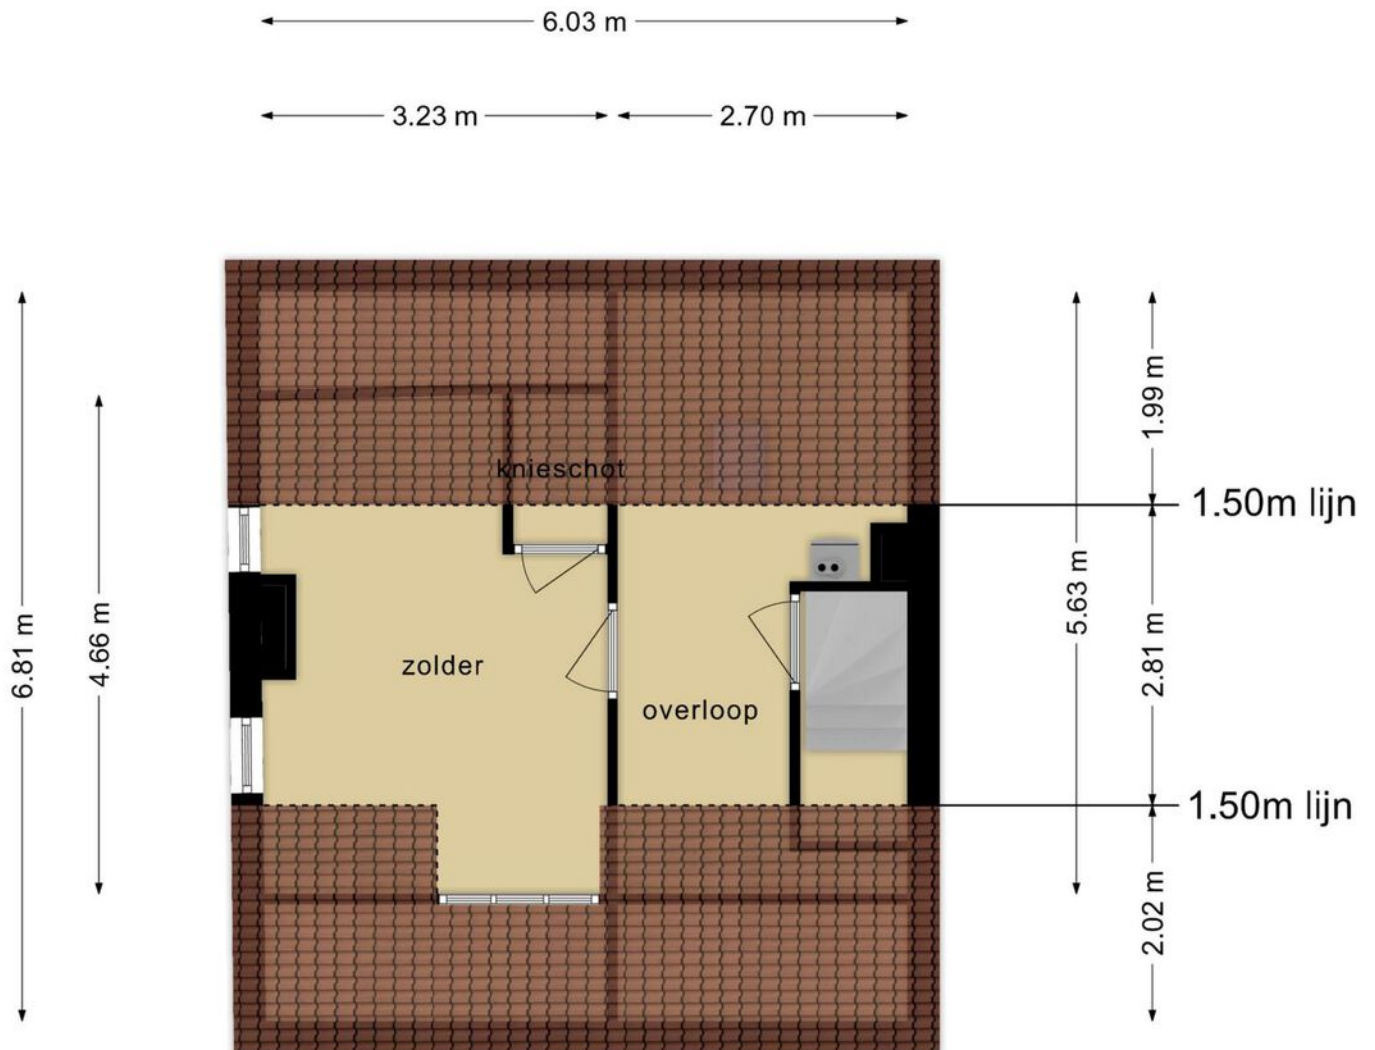 6.03 m
3.23 m
2.70 m
1.99 m
knieschot
1.50m lijn
5.63 m
6.81 m
4.66 m
2.81 m
zolder
overloop
1.50m lijn
2.02 m